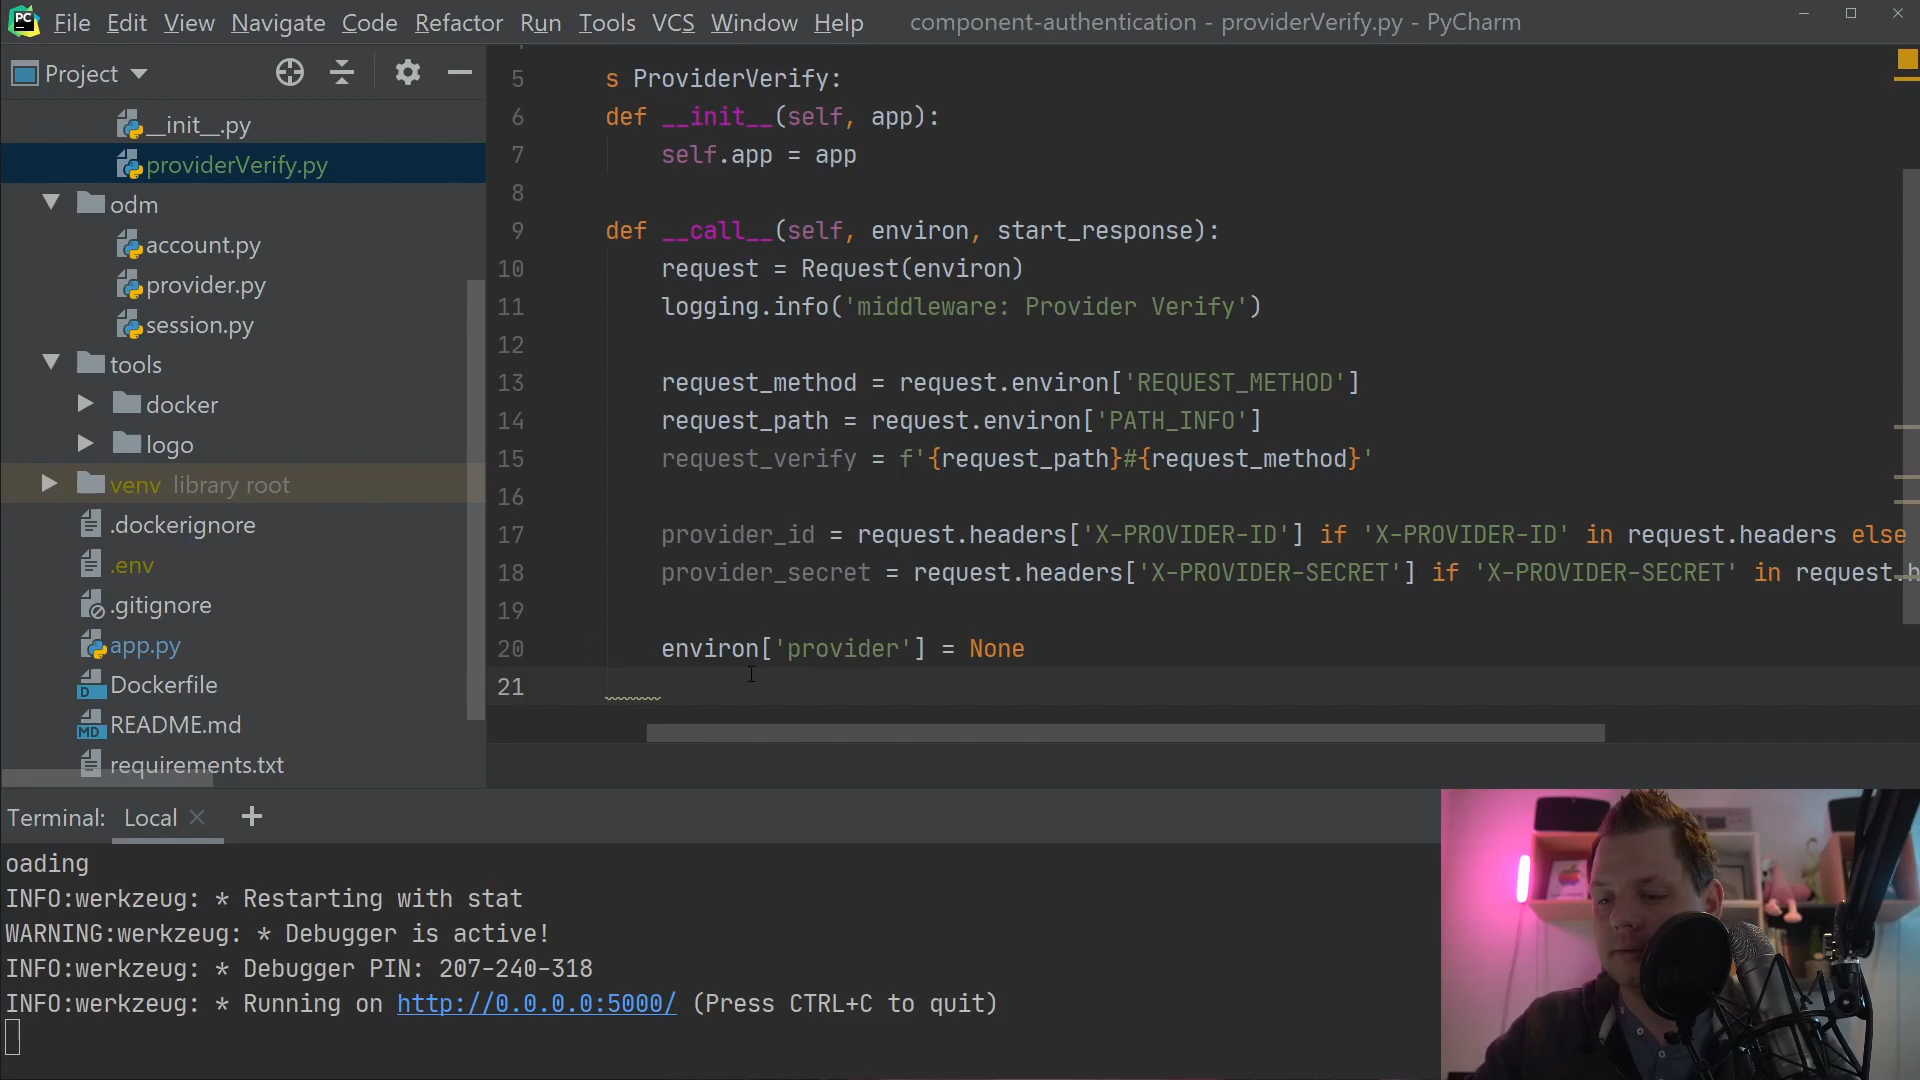 PC File Edit View Navigate Code Refactor Run Tools VCS Window Help component-authentication - providerVerify.py - PyCharm
Project
__init__.py
providerVerify.py
odm
account.py
provider.py
session.py
tools
docker
logo
venv library root
.dockerignore
.env
.gitignore
app.py
Dockerfile
README.md
requirements.txt
5 s ProviderVerify:
6 def __init__(self, app):
7 self.app = app
8
9 def __call__(self, environ, start_response):
10 request = Request(environ)
11 logging.info('middleware: Provider Verify')
12
13 request_method = request.environ['REQUEST_METHOD']
14 request_path = request.environ['PATH_INFO']
15 request_verify = f'{request_path}#{request_method}'
16
17 provider_id = request.headers['X-PROVIDER-ID'] if 'X-PROVIDER-ID' in request.headers else
18 provider_secret = request.headers['X-PROVIDER-SECRET'] if 'X-PROVIDER-SECRET' in request.h
19
20 environ['provider'] = None
21
Terminal: Local
oading
INFO:werkzeug: * Restarting with stat
WARNING:werkzeug: * Debugger is active!
INFO:werkzeug: * Debugger PIN: 207-240-318
INFO:werkzeug: * Running on http://0.0.0.0:5000/ (Press CTRL+C to quit)